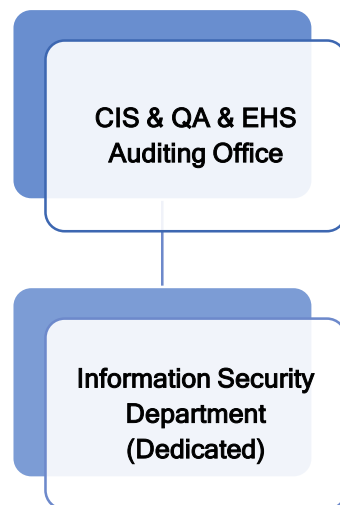 CIS & QA & EHS
Auditing Office
Information Security
Department
(Dedicated)